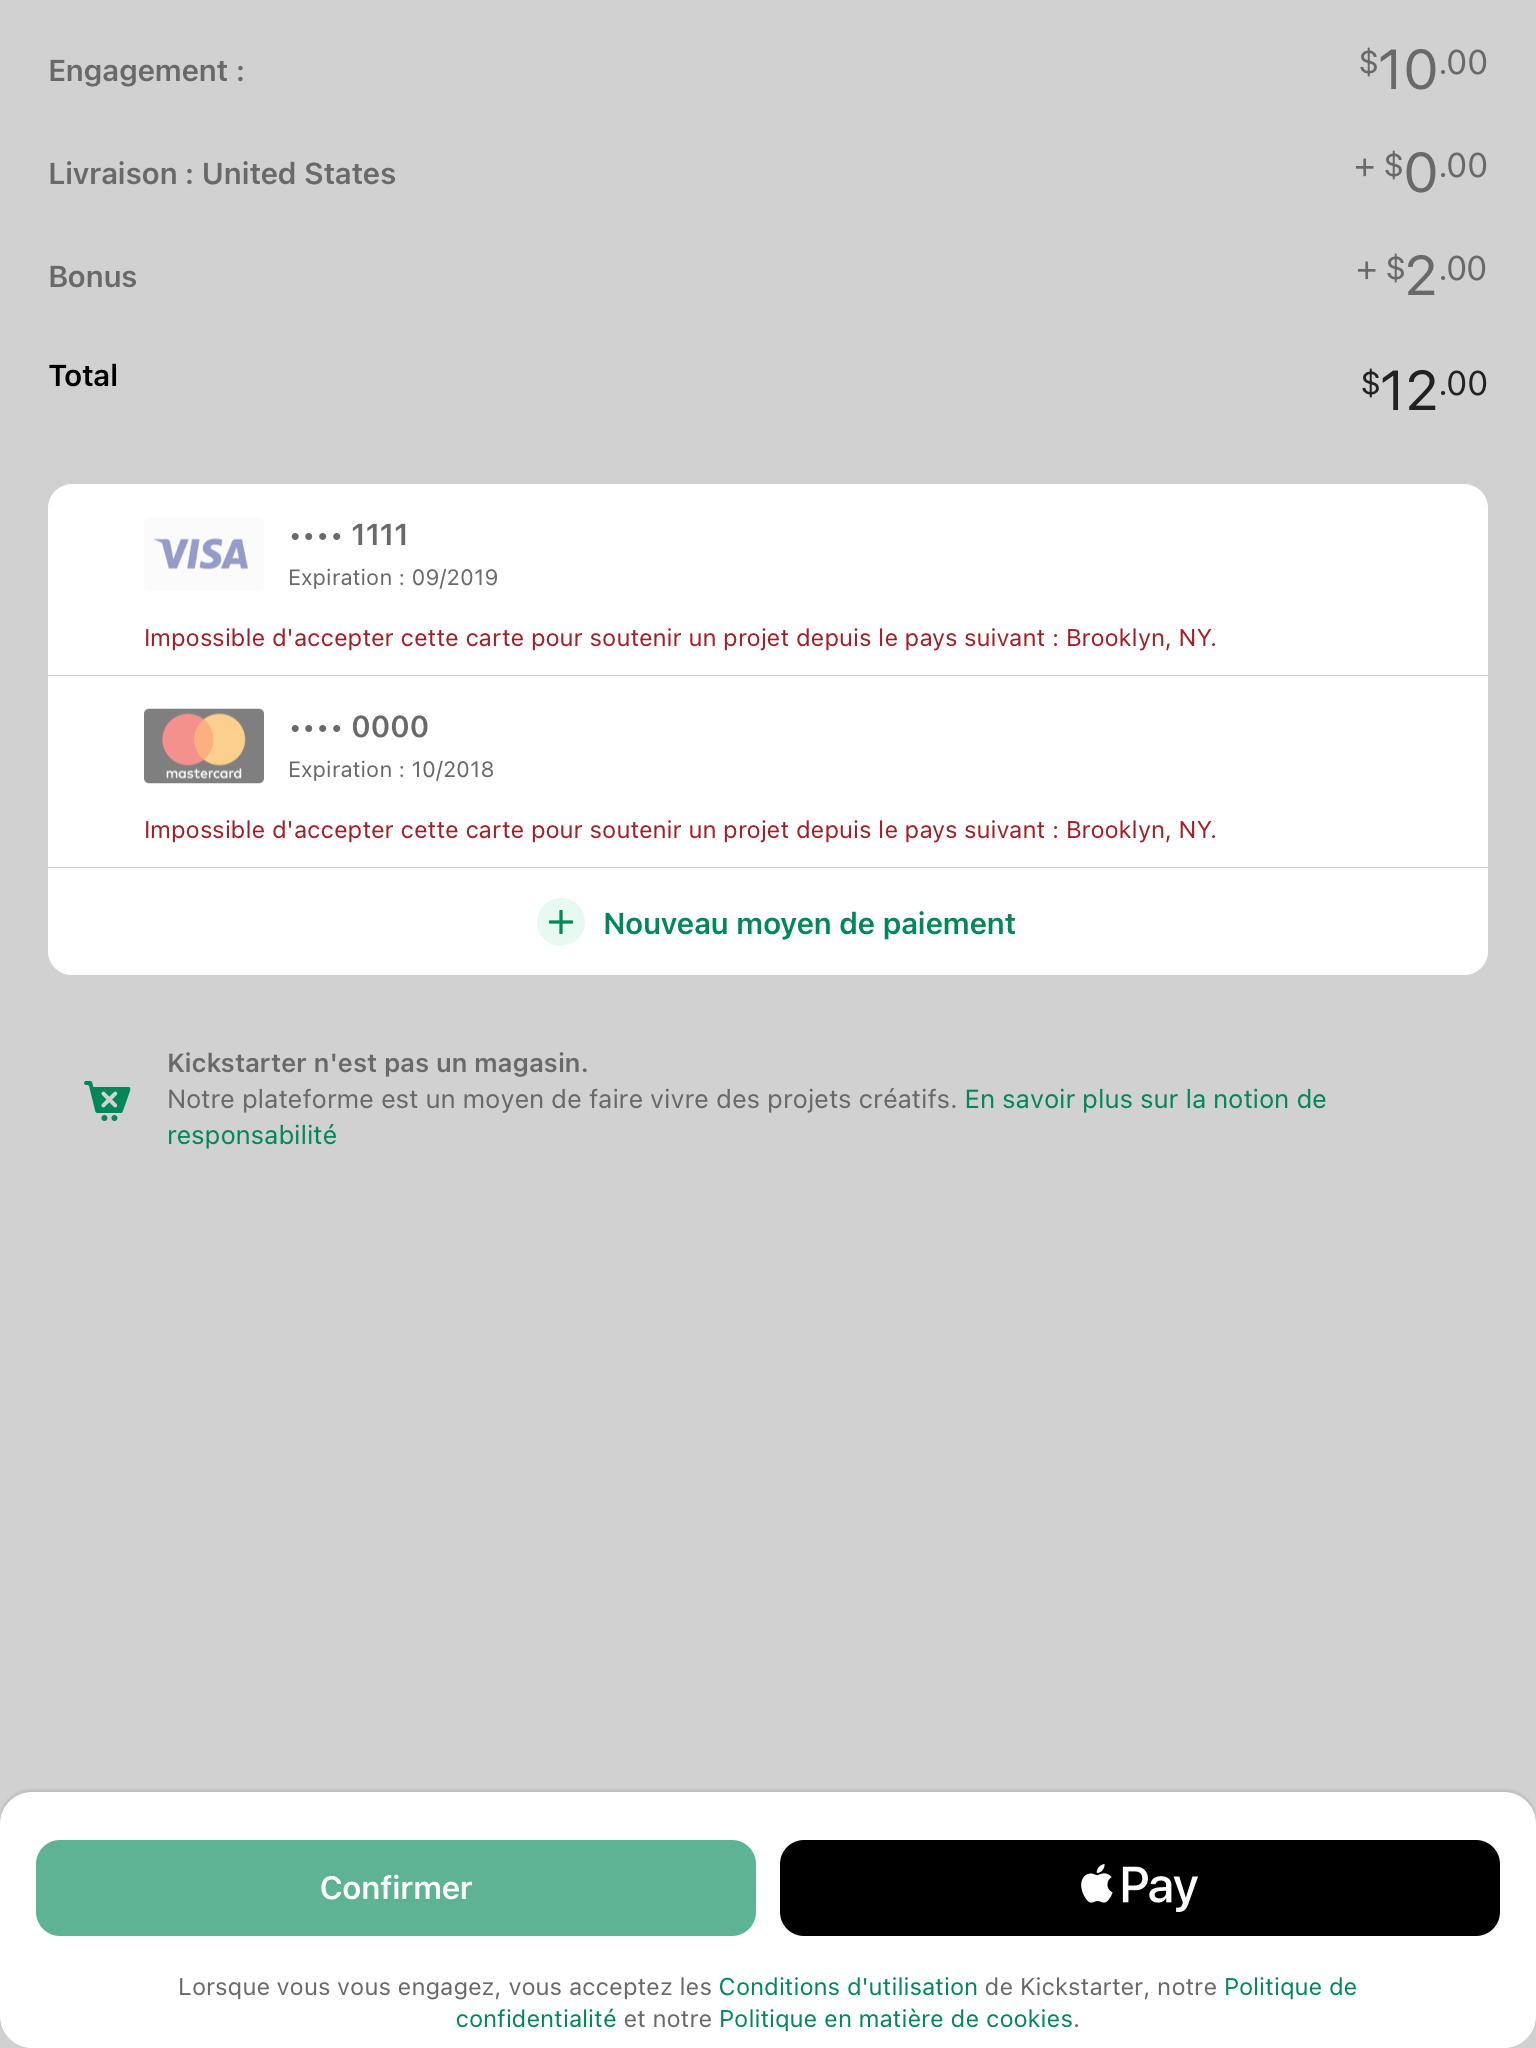 Engagement :
$10.00
Livraison : United States
+ $0.00
Bonus
+ $2.00
Total
$12.00
VISA
•••• 1111
Expiration : 09/2019
Impossible d'accepter cette carte pour soutenir un projet depuis le pays suivant : Brooklyn, NY.
mastercard
•••• 0000
Expiration : 10/2018
Impossible d'accepter cette carte pour soutenir un projet depuis le pays suivant : Brooklyn, NY.
Nouveau moyen de paiement
Kickstarter n'est pas un magasin.
Notre plateforme est un moyen de faire vivre des projets créatifs. En savoir plus sur la notion de
responsabilité
Confirmer
Pay
Lorsque vous vous engagez, vous acceptez les Conditions d'utilisation de Kickstarter, notre Politique de
confidentialité et notre Politique en matière de cookies.